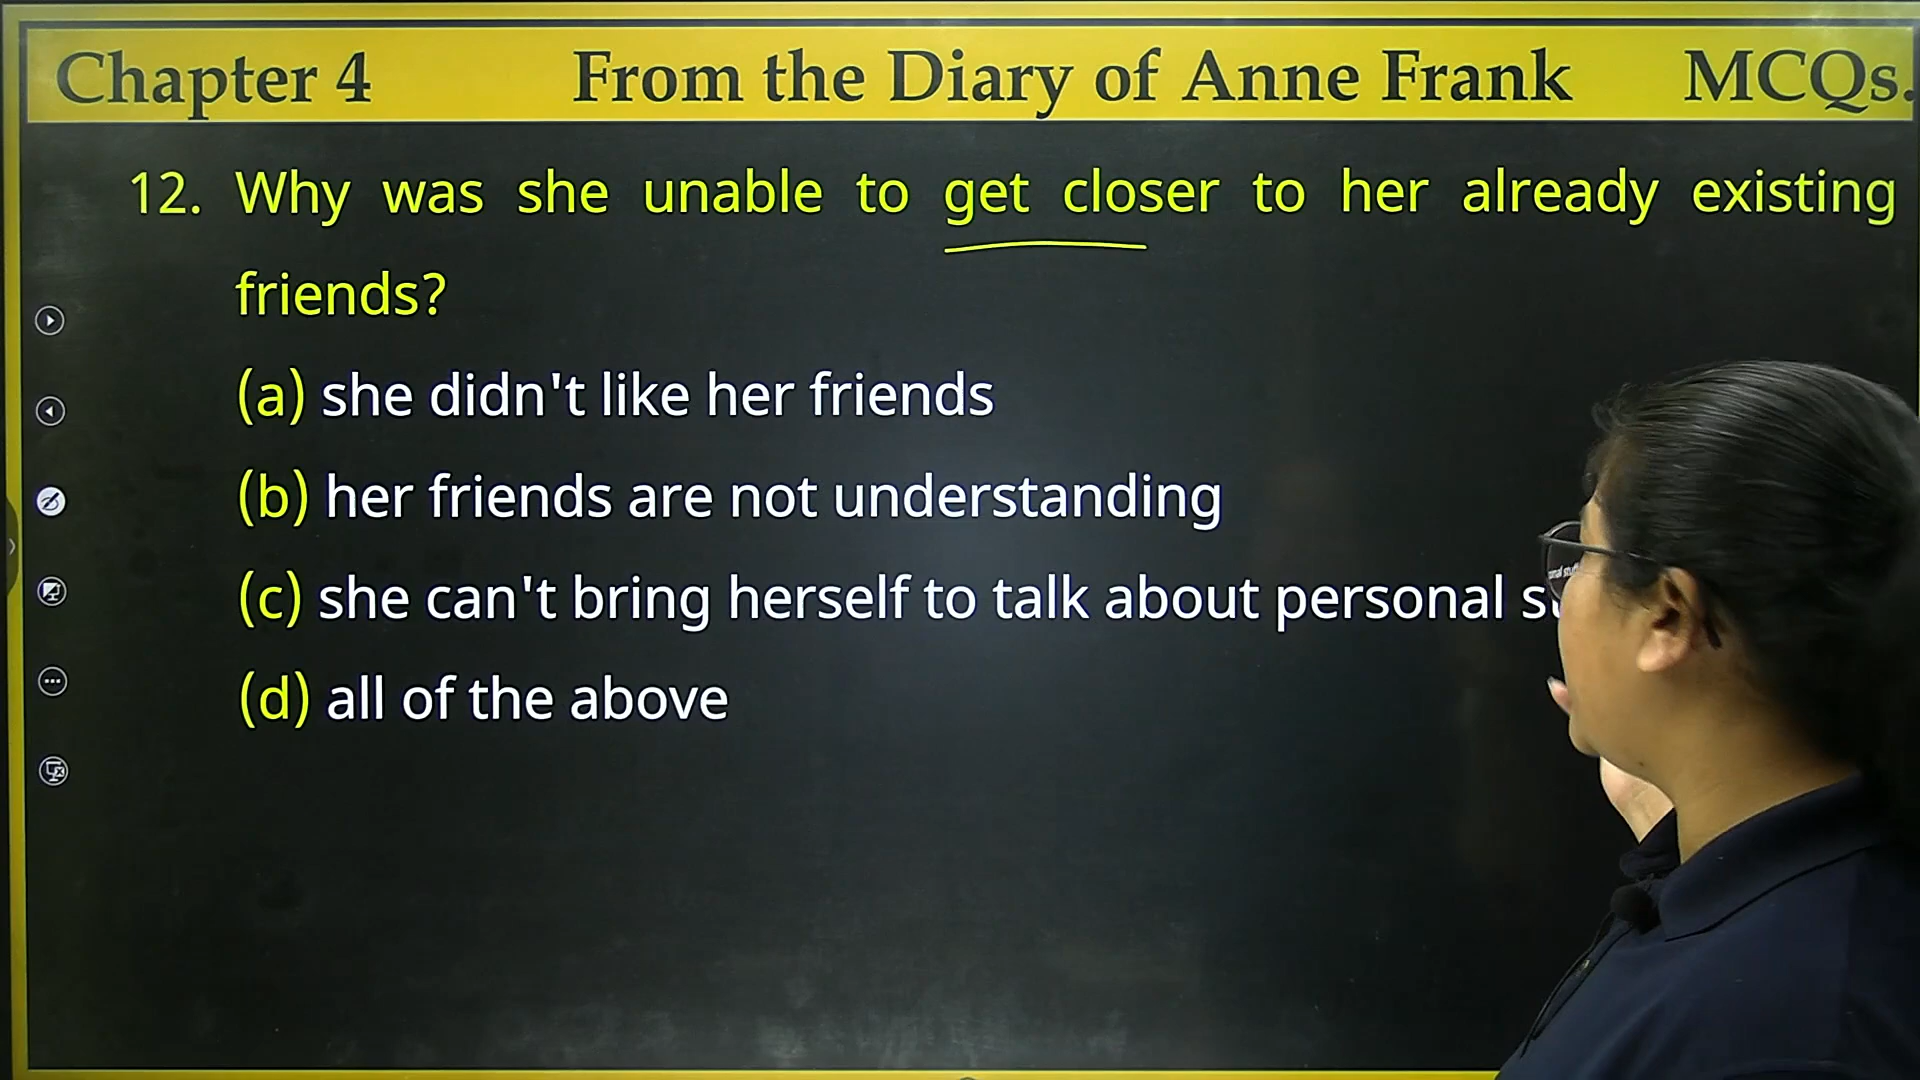 Chapter 4 From the Diary of Anne Frank MCQs.
12. Why was she unable to get closer to her already existing
friends?
(a) she didn't like her friends
(b) her friends are not understanding
(c) she can't bring herself to talk about personal
(d) all of the above